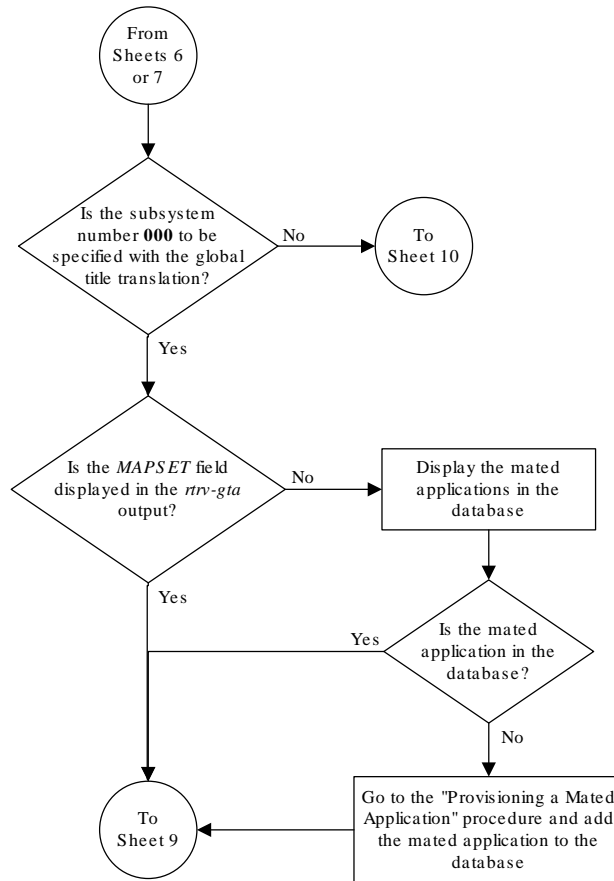 From
Sheets 6
or 7
Is the subsystem
number 000 to be
specified with the global
title translation?
No
To
Sheet 10
Yes
Is the MAPSET field
displayed in the rtrv-gta
output?
No
Display the mated
applications in the
database
Yes
Yes
Is the mated
application in the
database?
No
To
Sheet 9
Go to the "Provisioning a Mated
Application" procedure and add
the mated application to the
database